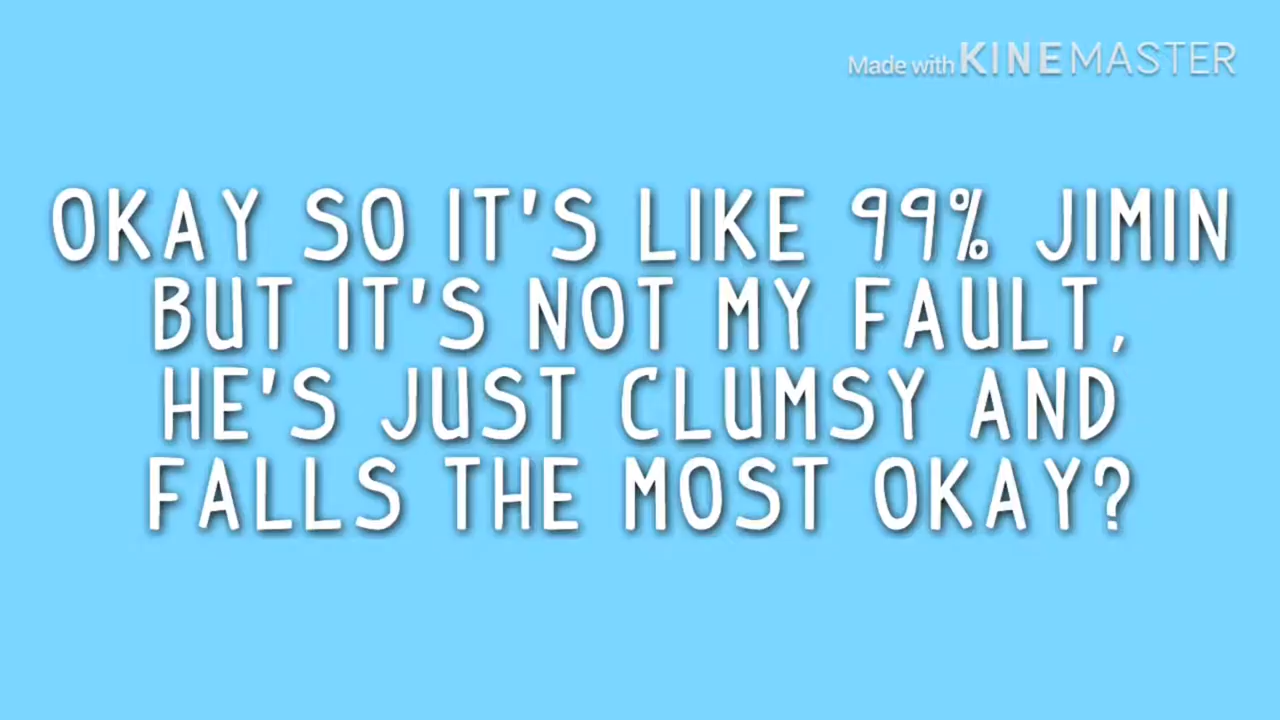 Made with KINEMASTER
OKAY SO IT'S LIKE 99% JIMIN
BUT IT'S NOT MY FAULT,
HE'S JUST CLUMSY AND
FALLS THE MOST OKAY?